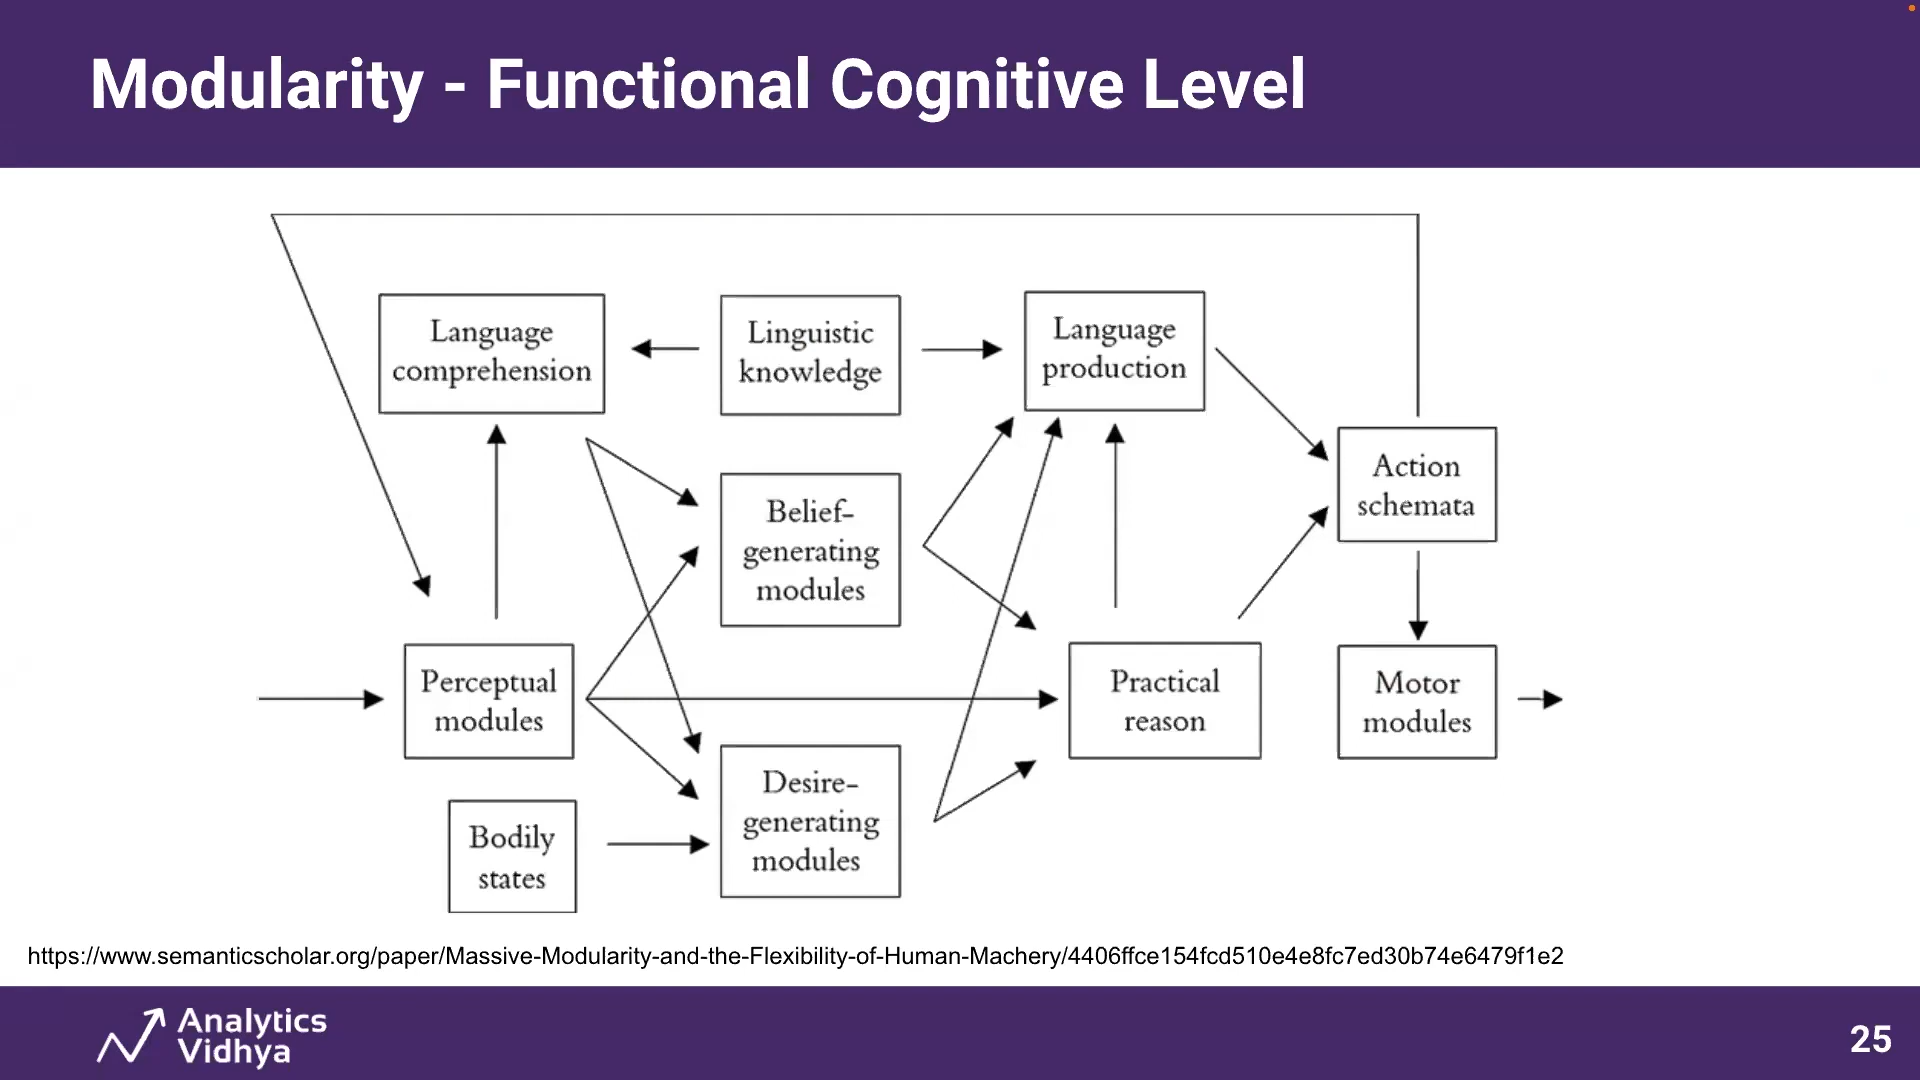 Modularity - Functional Cognitive Level
Language
comprehension
Linguistic
knowledge
Language
production
Action
schemata
Belief-
generating
modules
Perceptual
modules
Practical
reason
Motor
modules
Desire-
generating
modules
Bodily
states
https://www.semanticscholar.org/paper/Massive-Modularity-and-the-Flexibility-of-Human-Machery/4406ffce154fcd510e4e8fc7ed30b74e6479f1e2
Analytics
Vidhya
25